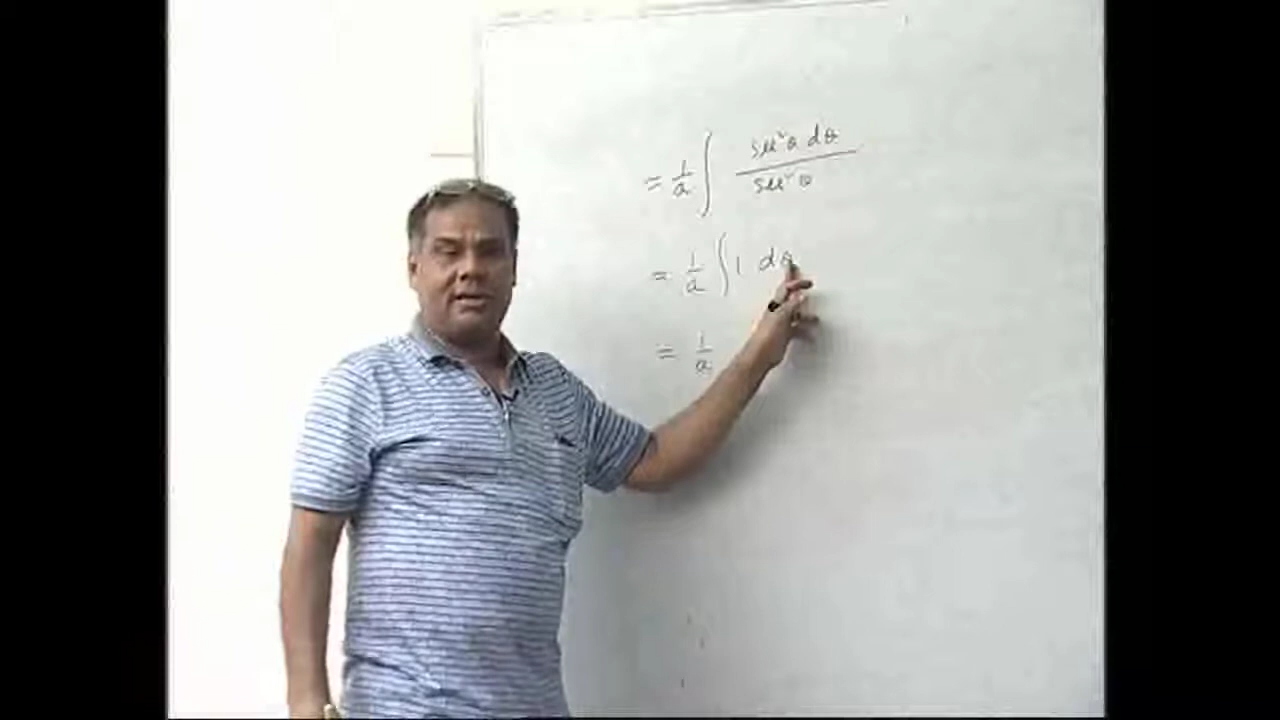 = 1/a ∫ sec²θ dθ / sec²θ
= 1/a ∫ 1 dθ
= 1/a